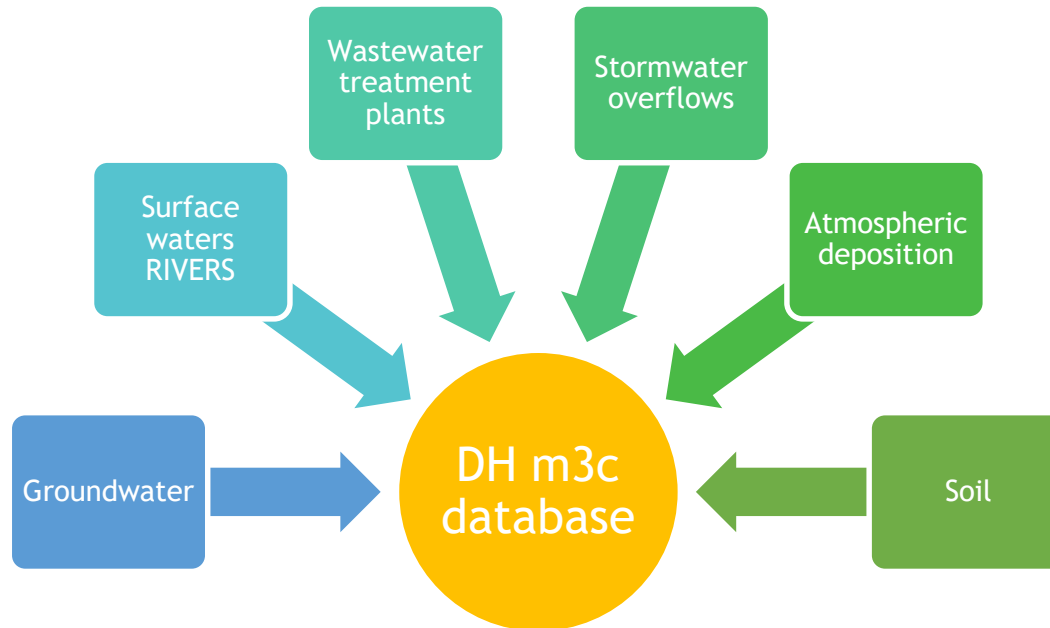 Wastewater
treatment
plants
Stormwater
overflows
Surface
waters
RIVERS
Atmospheric
deposition
Groundwater
DH m3c
database
Soil